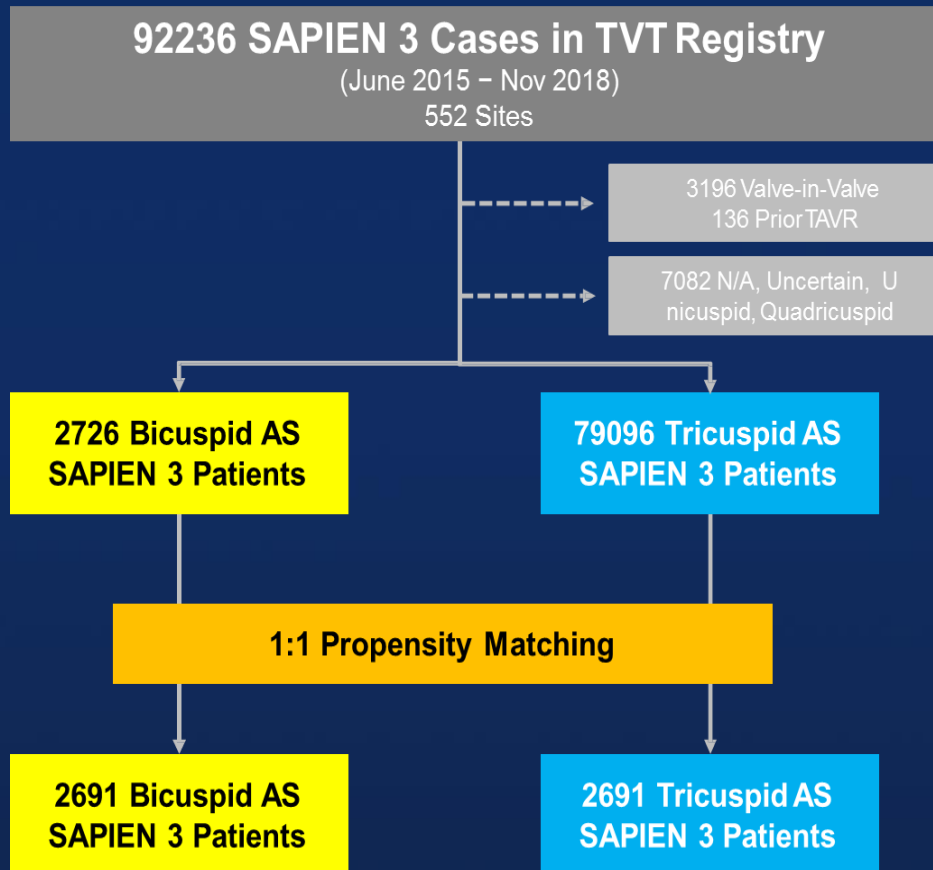 92236 SAPIEN 3 Cases in TVT Registry
(June 2015 – Nov 2018)
552 Sites
3196 Valve-in-Valve
136 Prior TAVR
7082 N/A, Uncertain, U
nicuspid, Quadricuspid
2726 Bicuspid AS
SAPIEN 3 Patients
79096 Tricuspid AS
SAPIEN 3 Patients
1:1 Propensity Matching
2691 Bicuspid AS
SAPIEN 3 Patients
2691 Tricuspid AS
SAPIEN 3 Patients